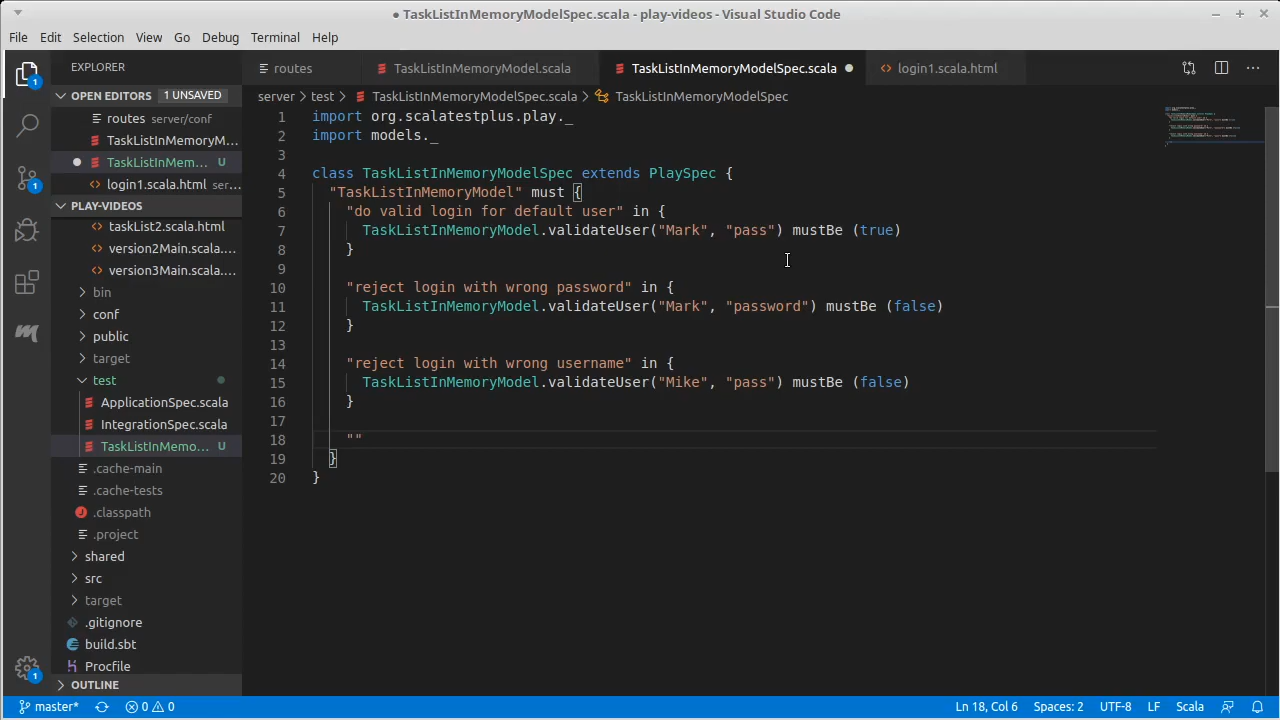 ● TaskListInMemoryModelSpec.scala - play-videos - Visual Studio Code
File Edit Selection View Go Debug Terminal Help
EXPLORER
OPEN EDITORS 1 UNSAVED
routes server/conf
TaskListInMemoryM...
TaskListInMem... U
login1.scala.html ser...
PLAY-VIDEOS
taskList2.scala.html
version2Main.scala....
version3Main.scala....
bin
conf
public
target
test
ApplicationSpec.scala
IntegrationSpec.scala
TaskListInMemo... U
.cache-main
.cache-tests
.classpath
.project
shared
src
target
.gitignore
build.sbt
Procfile
OUTLINE
1
1
1
routes TaskListInMemoryModel.scala TaskListInMemoryModelSpec.scala ● login1.scala.html
server > test > TaskListInMemoryModelSpec.scala > TaskListInMemoryModelSpec
1 import org.scalatestplus.play._
2 import models._
3
4 class TaskListInMemoryModelSpec extends PlaySpec {
5 "TaskListInMemoryModel" must {
6 "do valid login for default user" in {
7 TaskListInMemoryModel.validateUser("Mark", "pass") mustBe (true)
8 }
9
10 "reject login with wrong password" in {
11 TaskListInMemoryModel.validateUser("Mark", "password") mustBe (false)
12 }
13
14 "reject login with wrong username" in {
15 TaskListInMemoryModel.validateUser("Mike", "pass") mustBe (false)
16 }
17
18 ""
19 }
20 }
master* 0 0 Ln 18, Col 6 Spaces: 2 UTF-8 LF Scala